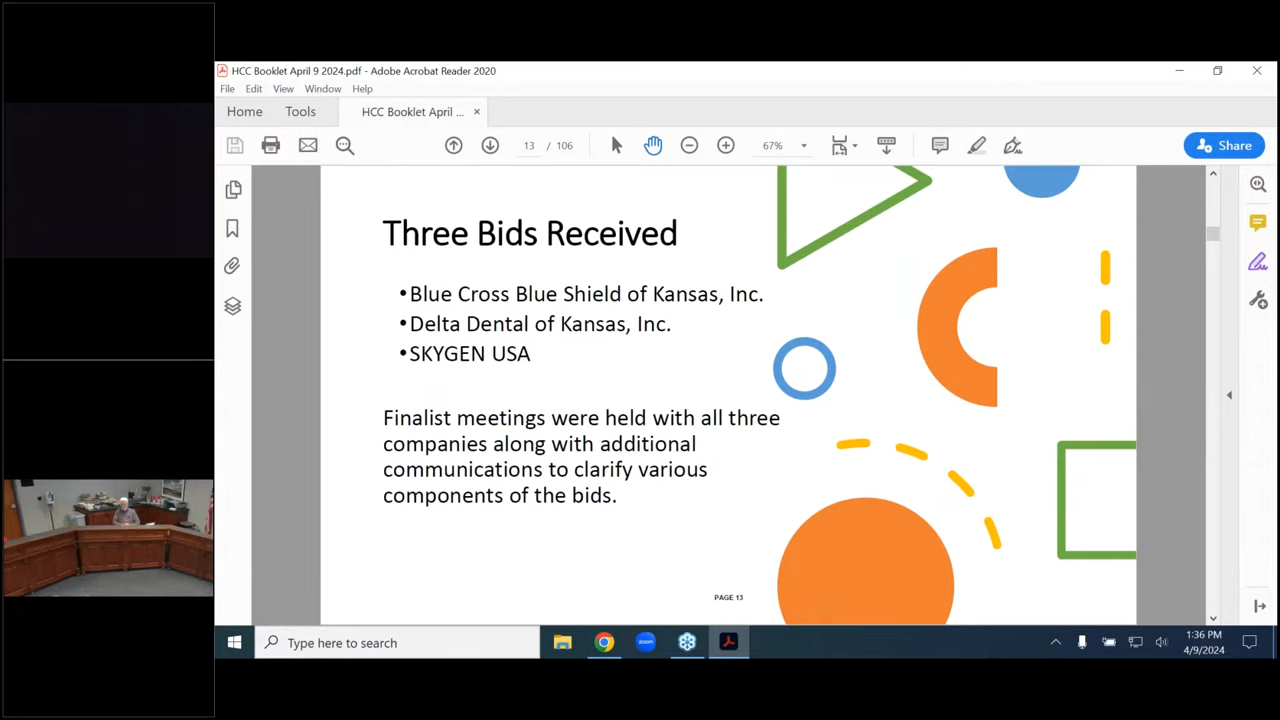 HCC Booklet April 9 2024.pdf - Adobe Acrobat Reader 2020
File Edit View Window Help
Home Tools HCC Booklet April ... ×
13 / 106 67% Share
Three Bids Received
•Blue Cross Blue Shield of Kansas, Inc.
•Delta Dental of Kansas, Inc.
•SKYGEN USA
Finalist meetings were held with all three
companies along with additional
communications to clarify various
components of the bids.
PAGE 13
Type here to search
zoom
1:36 PM
4/9/2024